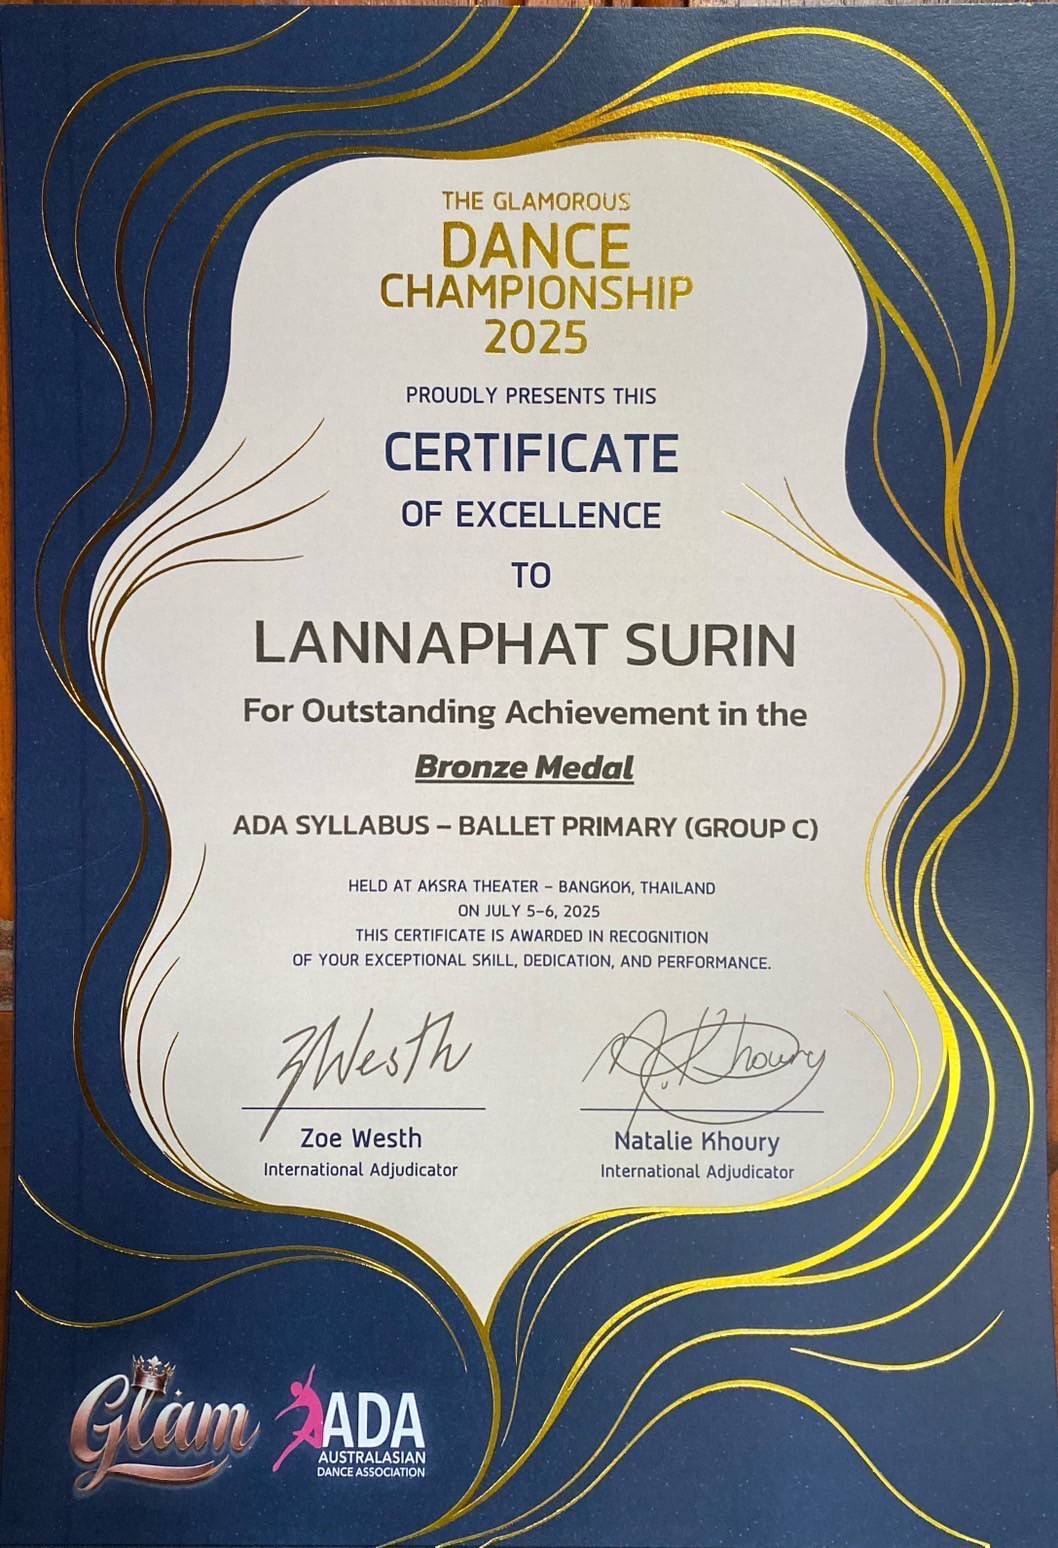 THE GLAMOROUS
DANCE
CHAMPIONSHIP
2025
PROUDLY PRESENTS THIS
CERTIFICATE
OF EXCELLENCE
TO
LANNAPHAT SURIN
For Outstanding Achievement in the
Bronze Medal
ADA SYLLABUS – BALLET PRIMARY (GROUP C)
HELD AT AKSRA THEATER – BANGKOK, THAILAND
ON JULY 5-6, 2025
THIS CERTIFICATE IS AWARDED IN RECOGNITION
OF YOUR EXCEPTIONAL SKILL, DEDICATION, AND PERFORMANCE.
ZWesth
N.Khoury
Zoe Westh
Natalie Khoury
International Adjudicator
International Adjudicator
Glam
ADA
AUSTRALASIAN
DANCE ASSOCIATION